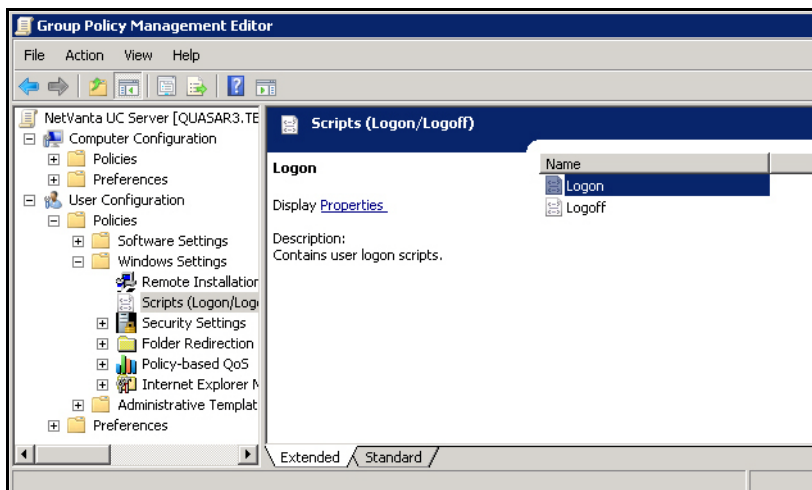 Group Policy Management Editor
File Action View Help
NetVanta UC Server [QUASAR3.TE
Computer Configuration
Policies
Preferences
User Configuration
Policies
Software Settings
Windows Settings
Remote Installation
Scripts (Logon/Log
Security Settings
Folder Redirection
Policy-based QoS
Internet Explorer M
Administrative Templat
Preferences
Scripts (Logon/Logoff)
Logon
Display Properties
Description:
Contains user logon scripts.
Name
Logon
Logoff
Extended Standard